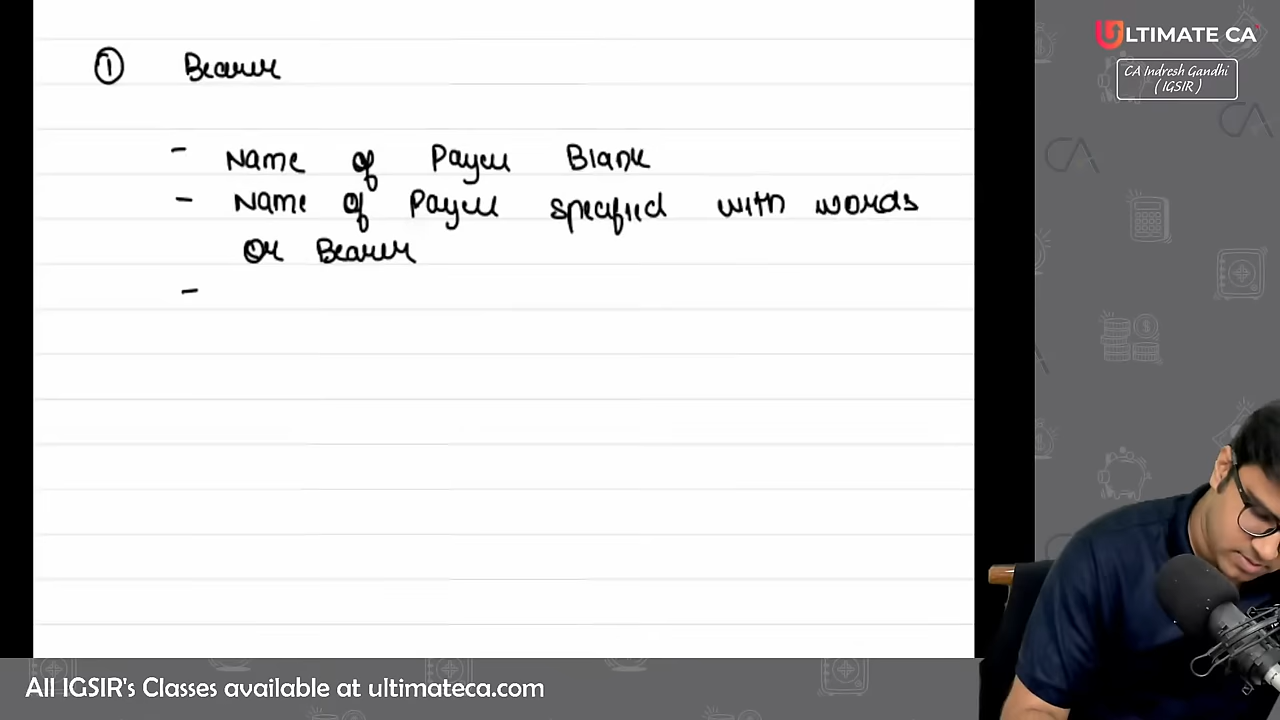 ULTIMATE CA
CA Indresh Gandhi
( IGSIR )
① Bearer
- Name of Payee Blank
- Name of Payee specified with words
or Bearer
-
All IGSIR's Classes available at ultimateca.com